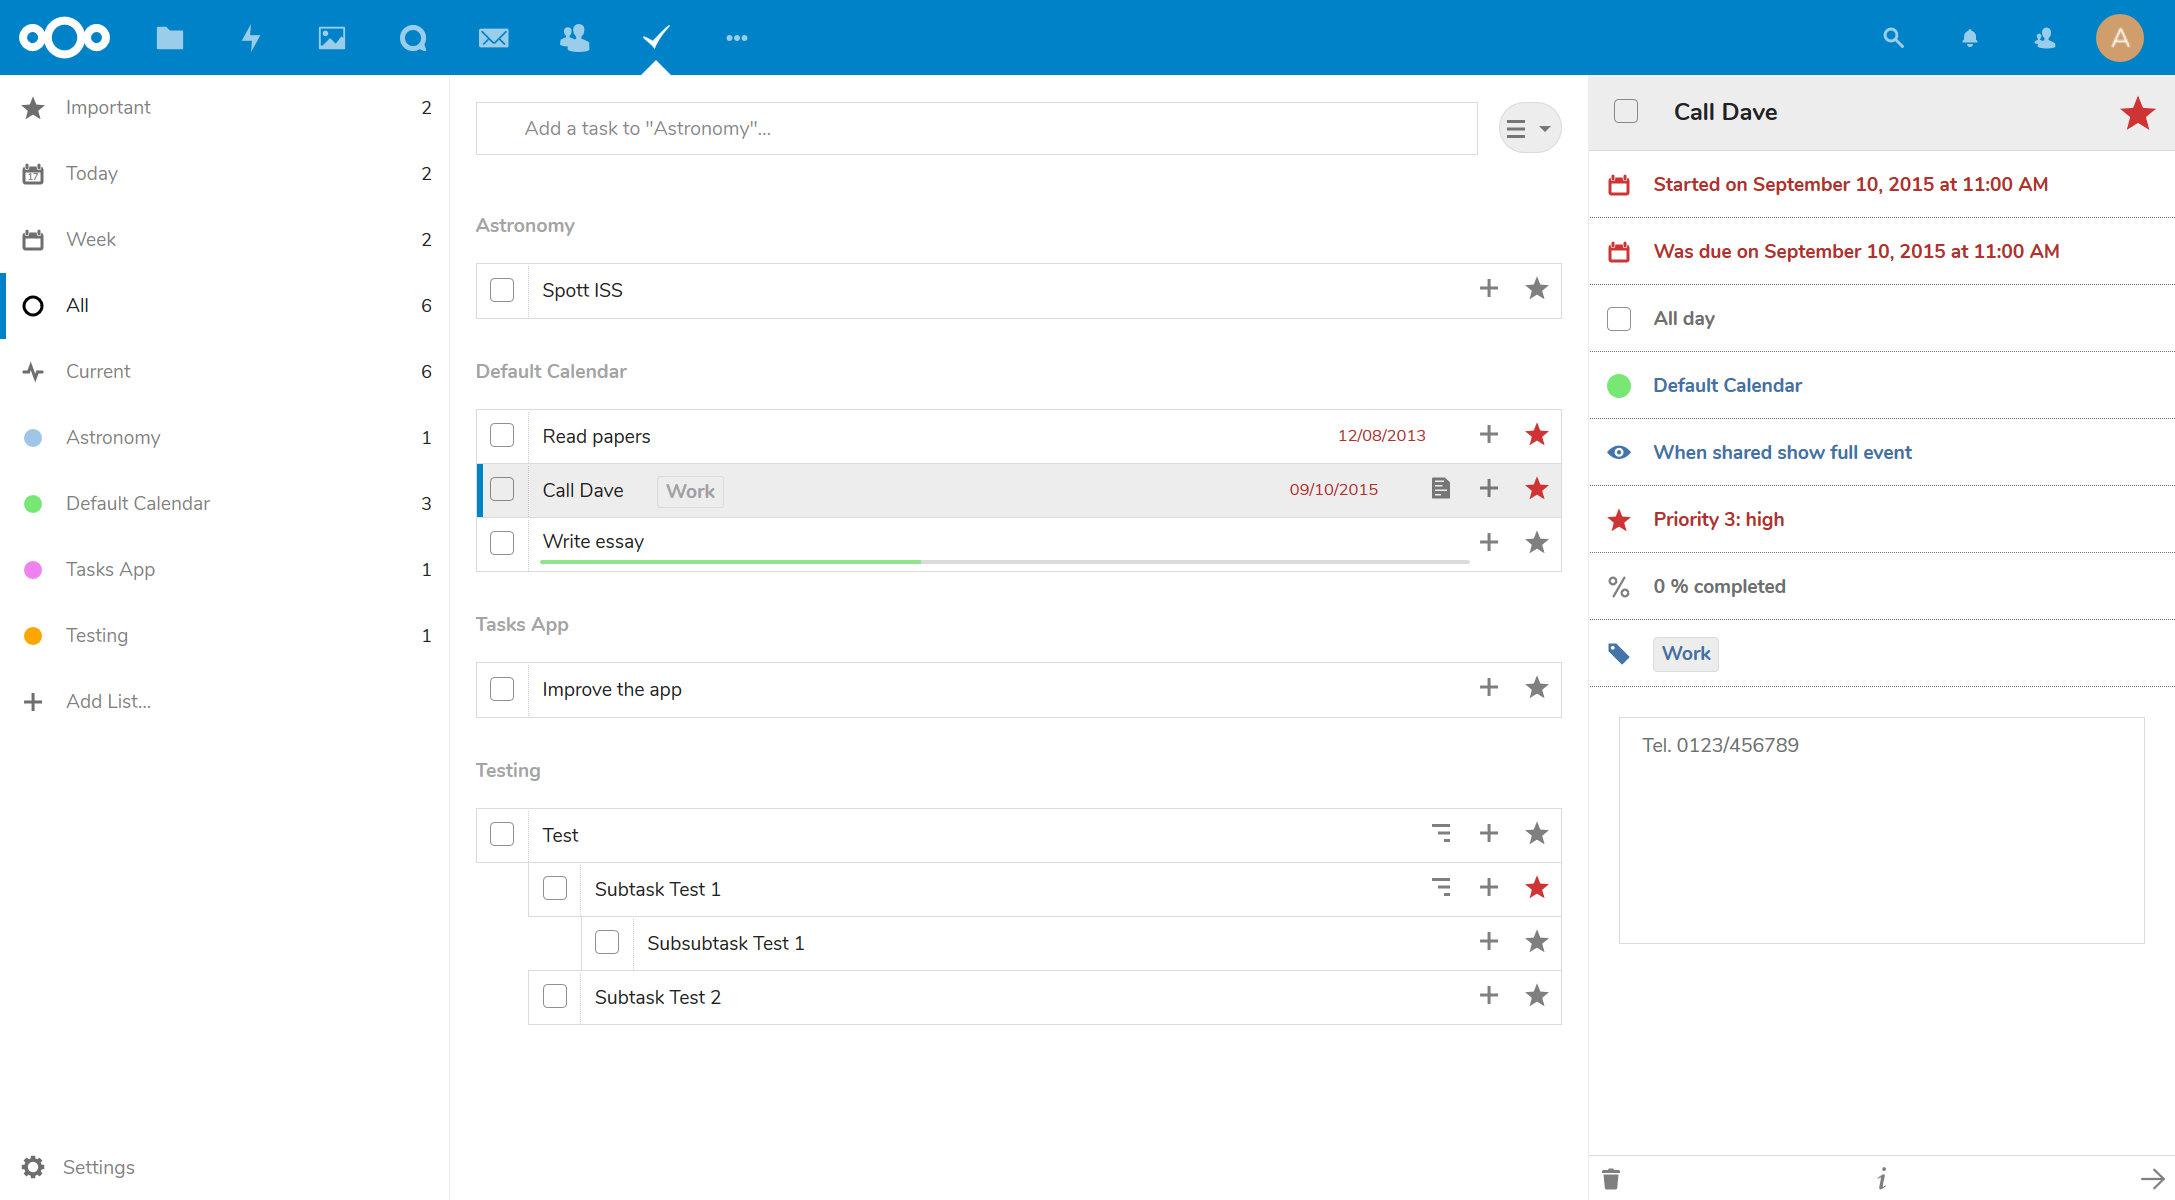 A
Important 2
17
Today 2
Week 2
All 6
Current 6
Astronomy 1
Default Calendar 3
Tasks App 1
Testing 1
Add List...
Settings
Add a task to "Astronomy"...
Astronomy
Spott ISS
Default Calendar
Read papers 12/08/2013
Call Dave Work 09/10/2015
Write essay
Tasks App
Improve the app
Testing
Test
Subtask Test 1
Subsubtask Test 1
Subtask Test 2
Call Dave
Started on September 10, 2015 at 11:00 AM
Was due on September 10, 2015 at 11:00 AM
All day
Default Calendar
When shared show full event
Priority 3: high
0 % completed
Work
Tel. 0123/456789